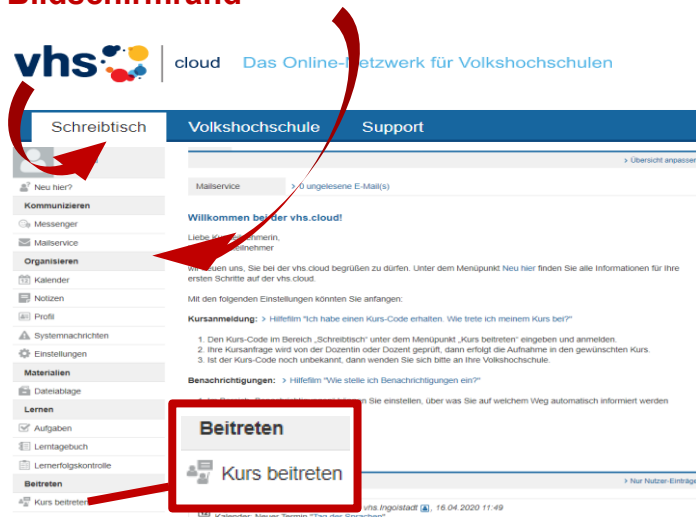 Bildschirmrand
vhs cloud Das Online-Netzwerk für Volkshochschulen
Schreibtisch Volkshochschule Support
> Übersicht anpassen
Neu hier?
Mailservice > 0 ungelesene E-Mail(s)
Kommunizieren
Messenger
Mailservice
Organisieren
Kalender
Notizen
Profil
Systemnachrichten
Einstellungen
Materialien
Dateiablage
Lernen
Aufgaben
Lerntagebuch
Lernerfolgskontrolle
Beitreten
Kurs beitreten
Willkommen bei der vhs.cloud!
Liebe
wir freuen uns, Sie bei der vhs.cloud begrüßen zu dürfen. Unter dem Menüpunkt Neu hier finden Sie alle Informationen für Ihre
ersten Schritte auf der vhs.cloud.
Mit den folgenden Einstellungen könnten Sie anfangen:
Kursanmeldung: > Hilfefilm "Ich habe einen Kurs-Code erhalten. Wie trete ich meinem Kurs bei?"
1. Den Kurs-Code im Bereich „Schreibtisch“ unter dem Menüpunkt „Kurs beitreten“ eingeben und anmelden.
2. Ihre Kursanfrage wird von der Dozentin oder Dozent geprüft, dann erfolgt die Aufnahme in den gewünschten Kurs.
3. Ist der Kurs-Code noch unbekannt, dann wenden Sie sich bitte an Ihre Volkshochschule.
Benachrichtigungen: > Hilfefilm "Wie stelle ich Benachrichtigungen ein?"
Sie einstellen, über was Sie auf welchem Weg automatisch informiert werden
Beitreten
Kurs beitreten
> Nur Nutzer-Einträge
vhs.Ingolstadt, 16.04.2020 11:49
Kalender: Neuer Termin "Tag der Sprachen"